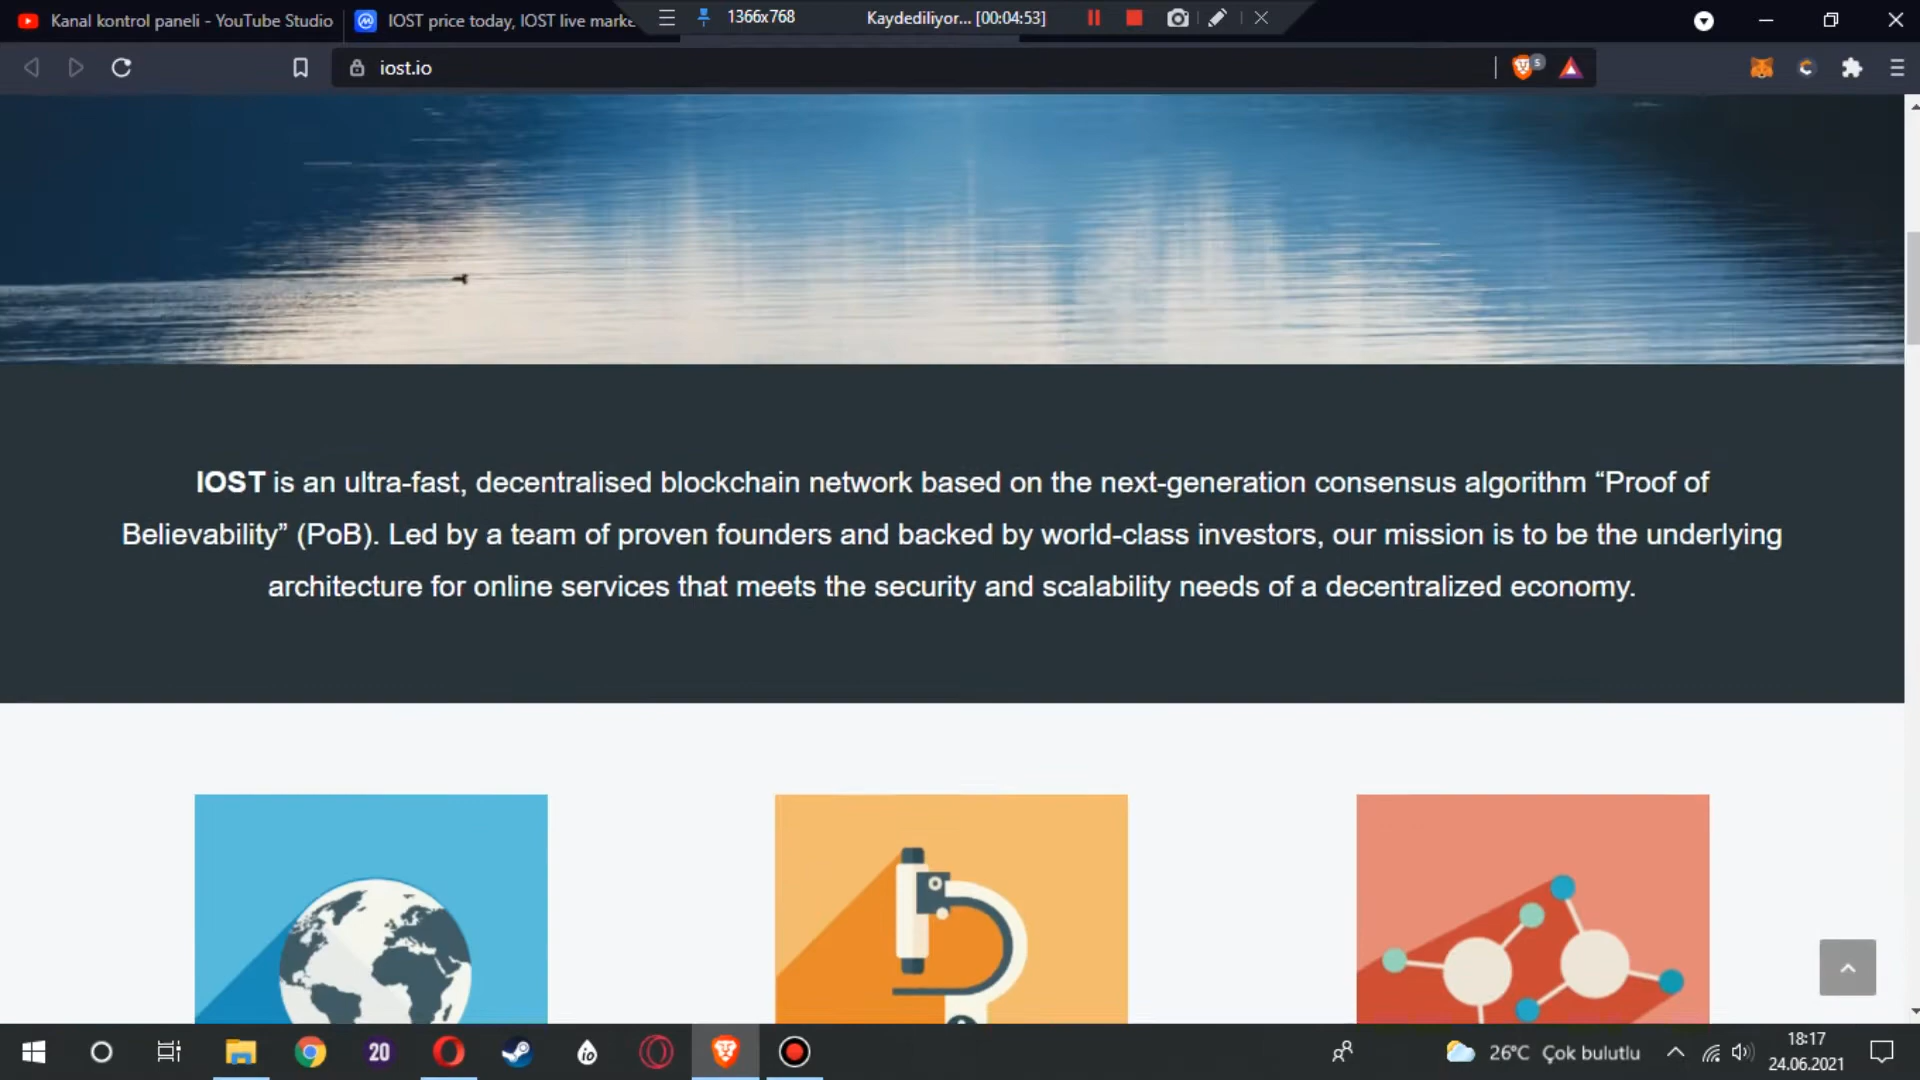 Kanal kontrol paneli - YouTube Studio
IOST price today, IOST live marke
1366x768
Kaydediliyor... [00:04:53]
iost.io
5
IOST is an ultra-fast, decentralised blockchain network based on the next-generation consensus algorithm “Proof of
Believability” (PoB). Led by a team of proven founders and backed by world-class investors, our mission is to be the underlying
architecture for online services that meets the security and scalability needs of a decentralized economy.
20
io
26°C Çok bulutlu
18:17
24.06.2021